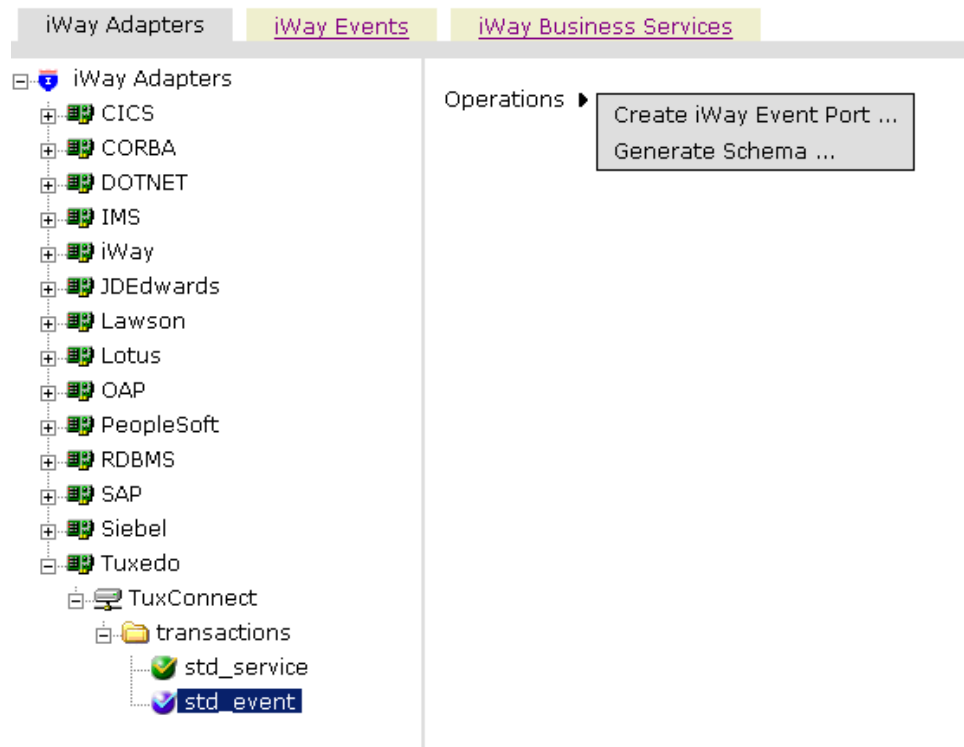 iWay Adapters iWay Events iWay Business Services
iWay Adapters
CICS
CORBA
DOTNET
IMS
iWay
JDEdwards
Lawson
Lotus
OAP
PeopleSoft
RDBMS
SAP
Siebel
Tuxedo
TuxConnect
transactions
std_service
std_event
Operations
Create iWay Event Port ...
Generate Schema ...